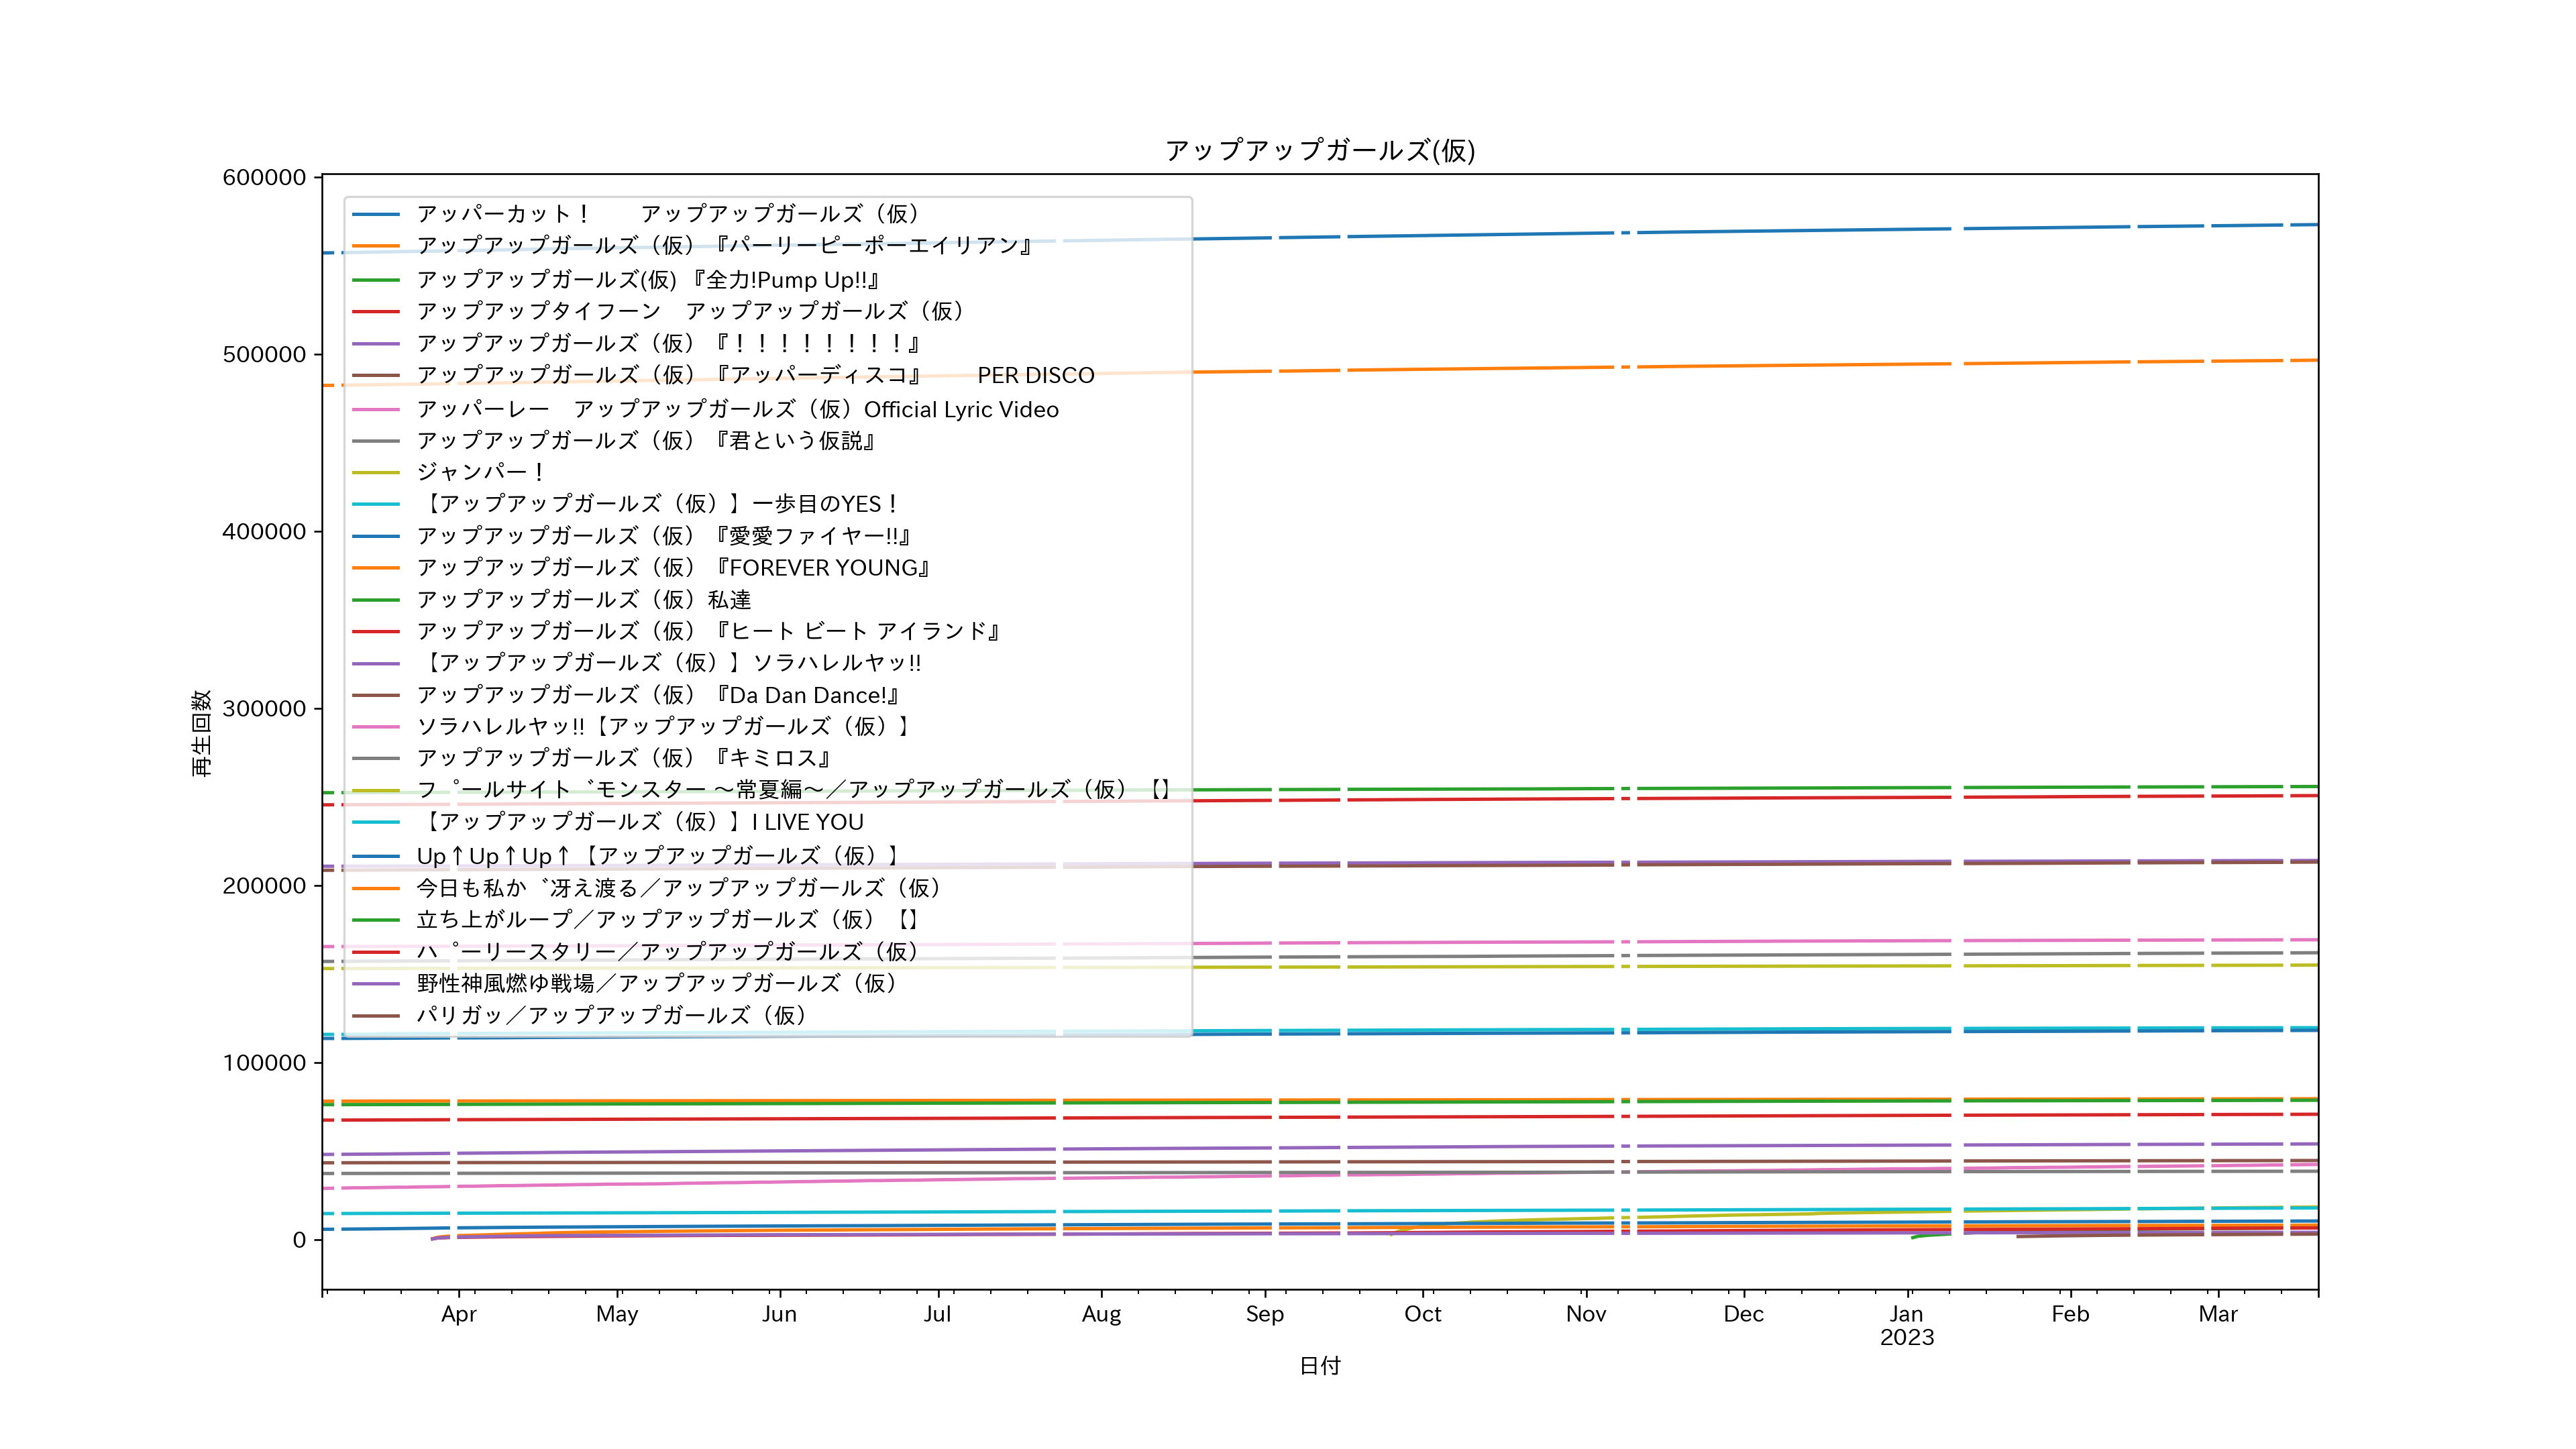 アップアップガールズ(仮)
600000
500000
400000
300000
200000
100000
0
再生回数
アッパーカット！　　アップアップガールズ（仮）
アップアップガールズ（仮）『パーリーピーポーエイリアン』
アップアップガールズ(仮) 『全力!Pump Up!!』
アップアップタイフーン　アップアップガールズ（仮）
アップアップガールズ（仮）『！！！！！！！！』
アップアップガールズ（仮）『アッパーディスコ』　　PER DISCO
アッパーレー　アップアップガールズ（仮）Official Lyric Video
アップアップガールズ（仮）『君という仮説』
ジャンパー！
【アップアップガールズ（仮）】一歩目のYES！
アップアップガールズ（仮）『愛愛ファイヤー!!』
アップアップガールズ（仮）『FOREVER YOUNG』
アップアップガールズ（仮）私達
アップアップガールズ（仮）『ヒート ビート アイランド』
【アップアップガールズ（仮）】ソラハレルヤッ!!
アップアップガールズ（仮）『Da Dan Dance!』
ソラハレルヤッ!!【アップアップガールズ（仮）】
アップアップガールズ（仮）『キミロス』
フ゜ールサイト゛モンスター 〜常夏編〜／アップアップガールズ（仮）【】
【アップアップガールズ（仮）】I LIVE YOU
Up↑Up↑Up↑【アップアップガールズ（仮）】
今日も私か゛冴え渡る／アップアップガールズ（仮）
立ち上がループ／アップアップガールズ（仮）【】
ハ゜ーリースタリー／アップアップガールズ（仮）
野性神風燃ゆ戦場／アップアップガールズ（仮）
パリガッ／アップアップガールズ（仮）
Apr May Jun Jul Aug Sep Oct Nov Dec Jan Feb Mar
2023
日付